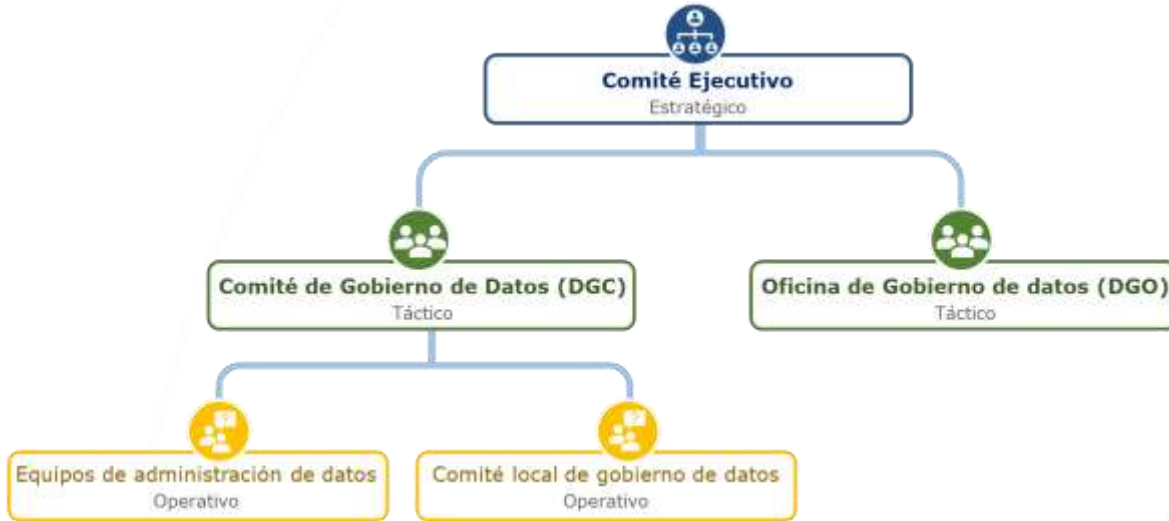 Comité Ejecutivo
Estratégico
Comité de Gobierno de Datos (DGC)
Táctico
Oficina de Gobierno de datos (DGO)
Táctico
Equipos de administración de datos
Operativo
Comité local de gobierno de datos
Operativo